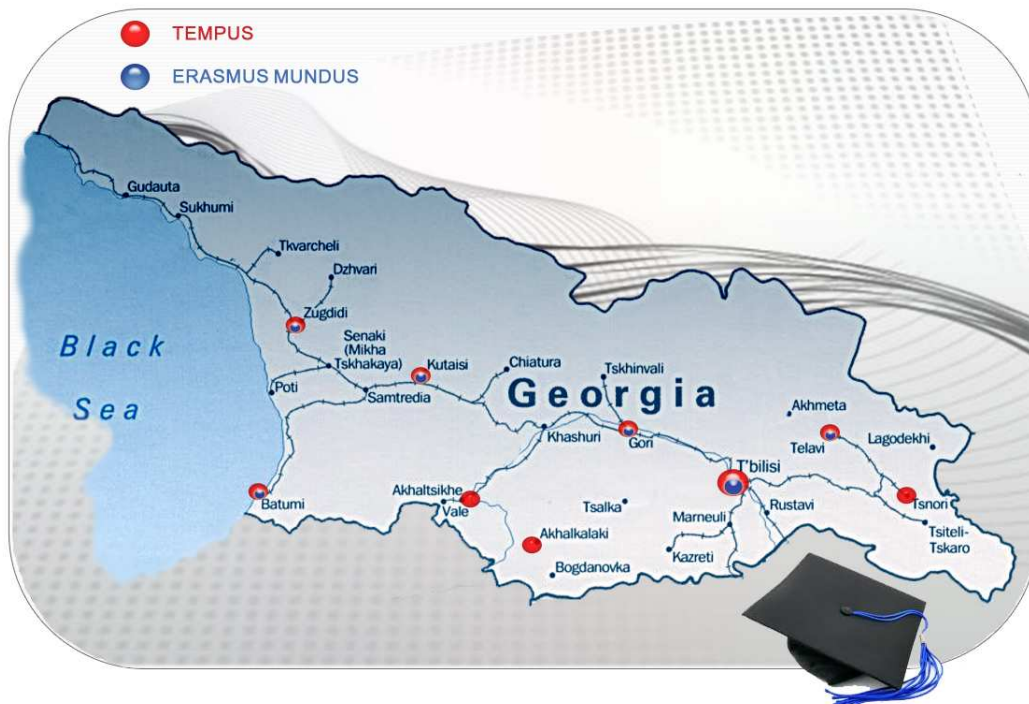 TEMPUS
ERASMUS MUNDUS
Gudauta
Sukhumi
Tkvarcheli
Dzhvari
Zugdidi
Black
Sea
Senaki
(Mikha
Tskhakaya)
Kutaisi
Chiatura
Tskhinvali
Georgia
Poti
Samtredia
Akhmeta
Khashuri
Gori
Telavi
Lagodekhi
T'bilisi
Batumi
Akhaltsikhe
Vale
Tsalka
Marneuli
Rustavi
Tsnori
Tsiteli-
Tskaro
Akhalkalaki
Kazreti
Bogdanovka